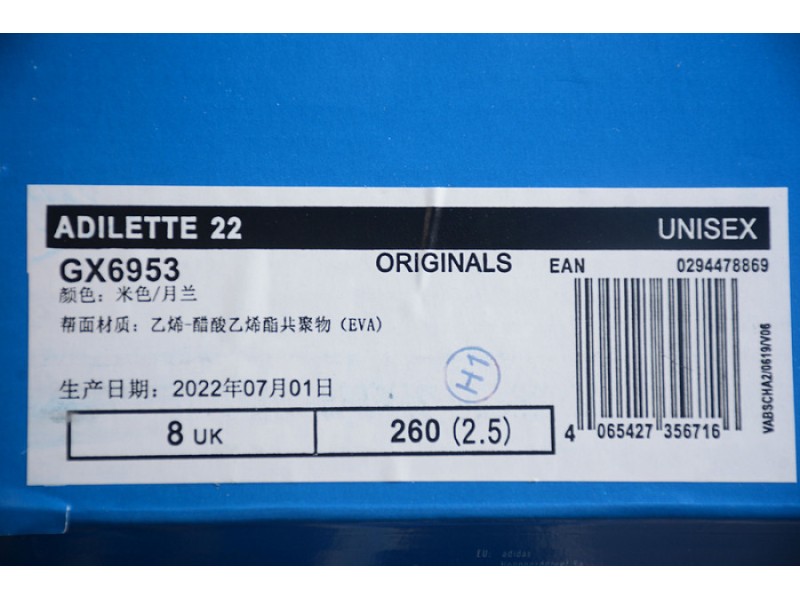 ADILETTE 22 UNISEX
GX6953 ORIGINALS EAN 0294478869
颜色：米色/月兰
帮面材质：乙烯-醋酸乙烯酯共聚物（EVA）
H1
生产日期：2022年07月01日
8 UK 260 (2.5)
4 065427 356716
VABSCHA2/0619/V06